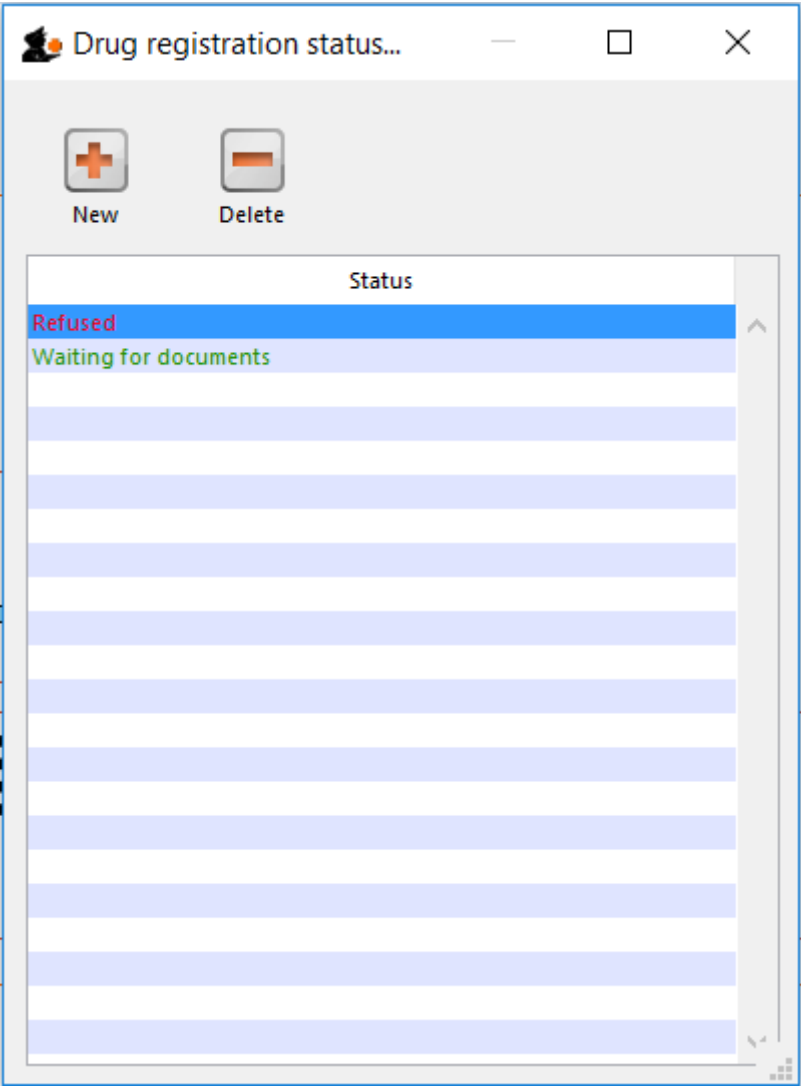 Drug registration status...
New Delete
Status
Refused
Waiting for documents